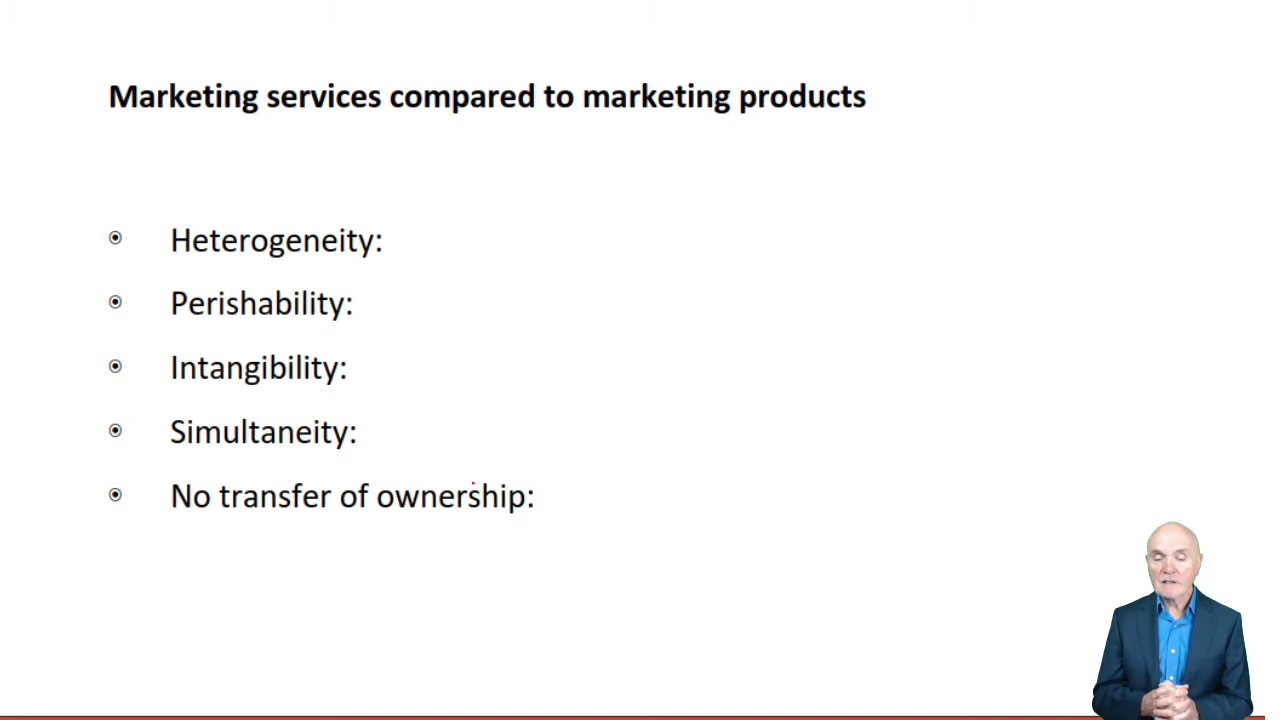 Marketing services compared to marketing products
Heterogeneity:
Perishability:
Intangibility:
Simultaneity:
No transfer of ownership: